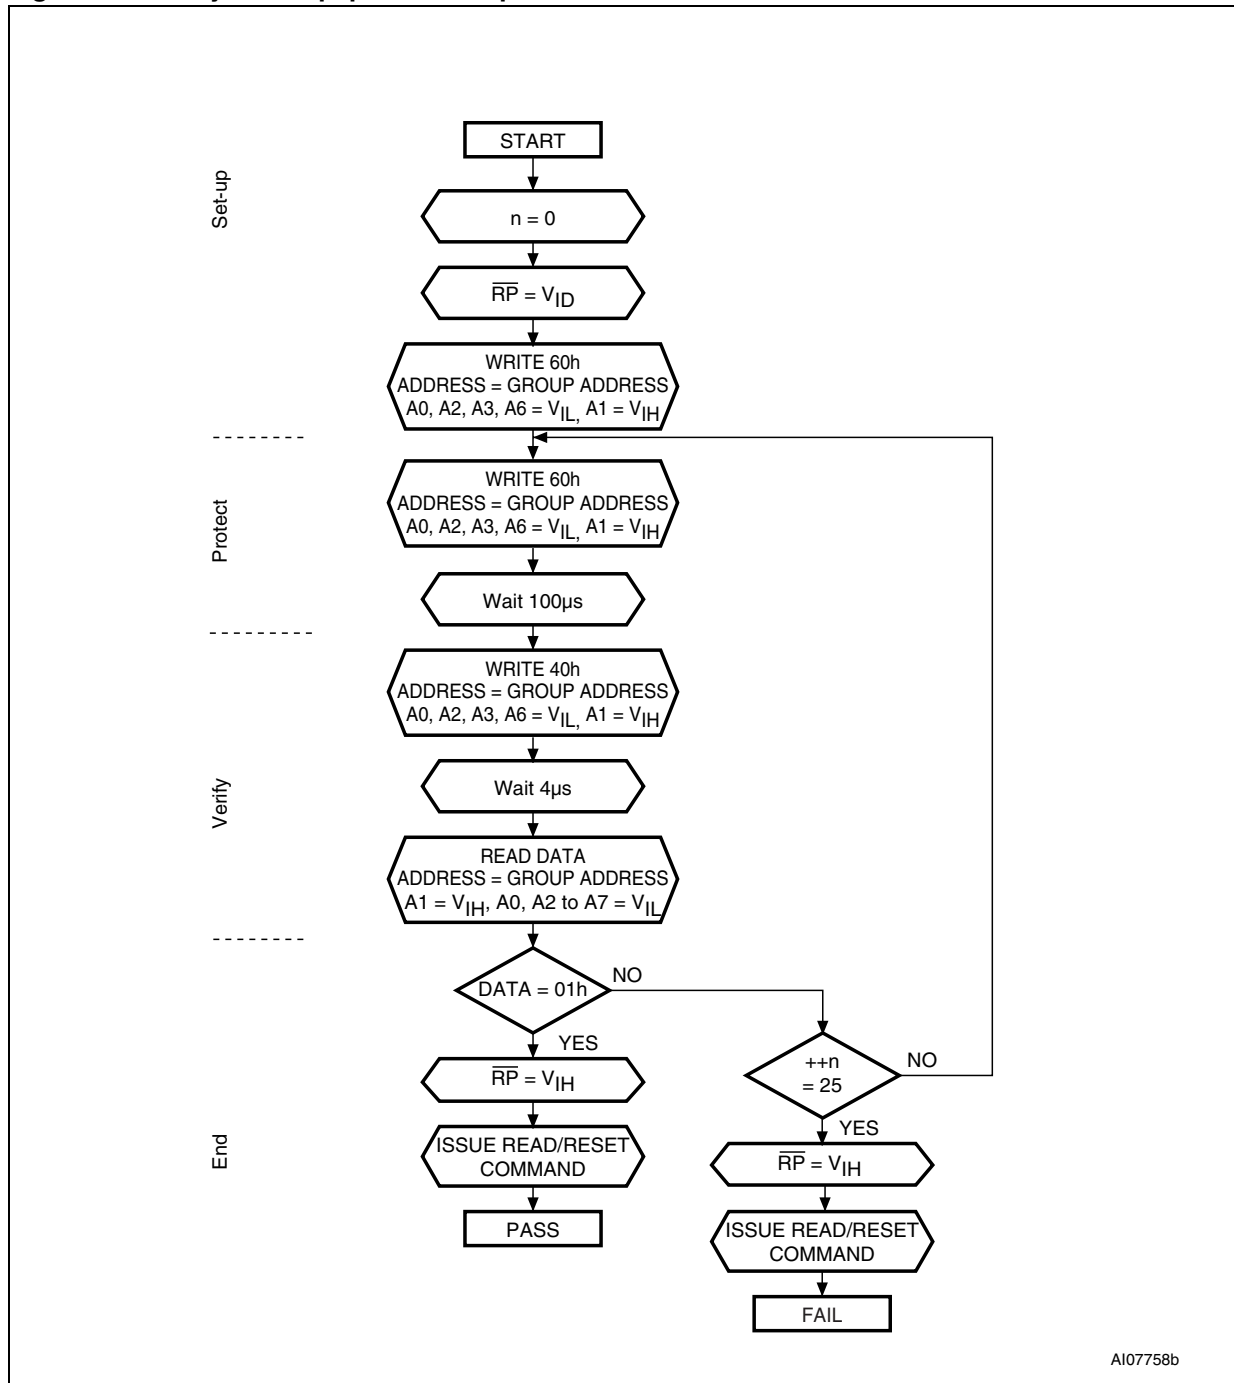 START
Set-up
n = 0
RP = VID
WRITE 60h
ADDRESS = GROUP ADDRESS
A0, A2, A3, A6 = VIL, A1 = VIH
Protect
WRITE 60h
ADDRESS = GROUP ADDRESS
A0, A2, A3, A6 = VIL, A1 = VIH
Wait 100µs
WRITE 40h
ADDRESS = GROUP ADDRESS
A0, A2, A3, A6 = VIL, A1 = VIH
Verify
Wait 4µs
READ DATA
ADDRESS = GROUP ADDRESS
A1 = VIH, A0, A2 to A7 = VIL
DATA = 01h
NO
YES
++n
= 25
NO
YES
End
RP = VIH
ISSUE READ/RESET
COMMAND
PASS
RP = VIH
ISSUE READ/RESET
COMMAND
FAIL
AI07758b